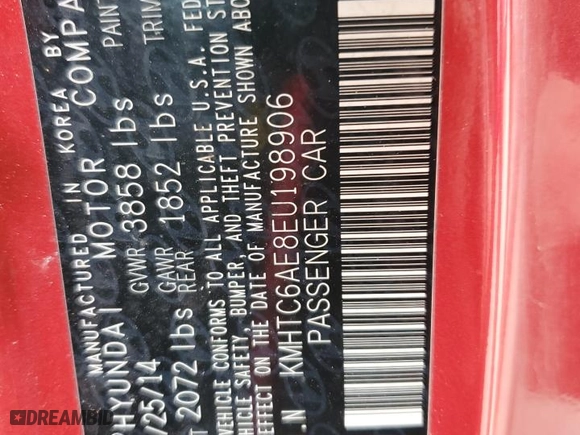 MANUFACTURED IN KOREA BY
HYUNDAI MOTOR COMPA
25/14 GVWR 3858 lbs PAINT
2072 lbs GAWR REAR 1852 lbs TRIM
VEHICLE CONFORMS TO ALL APPLICABLE U.S.A. FED
VEHICLE SAFETY, BUMPER, AND THEFT PREVENTION ST
EFFECT ON THE DATE OF MANUFACTURE SHOWN ABO
.N KMHTC6AE8EU198906
PASSENGER CAR
DREAMBID